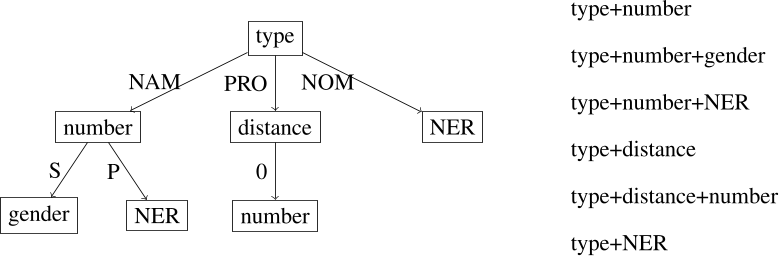 type
NAM
PRO
NOM
number
distance
NER
S
P
0
gender
NER
number
type+number
type+number+gender
type+number+NER
type+distance
type+distance+number
type+NER